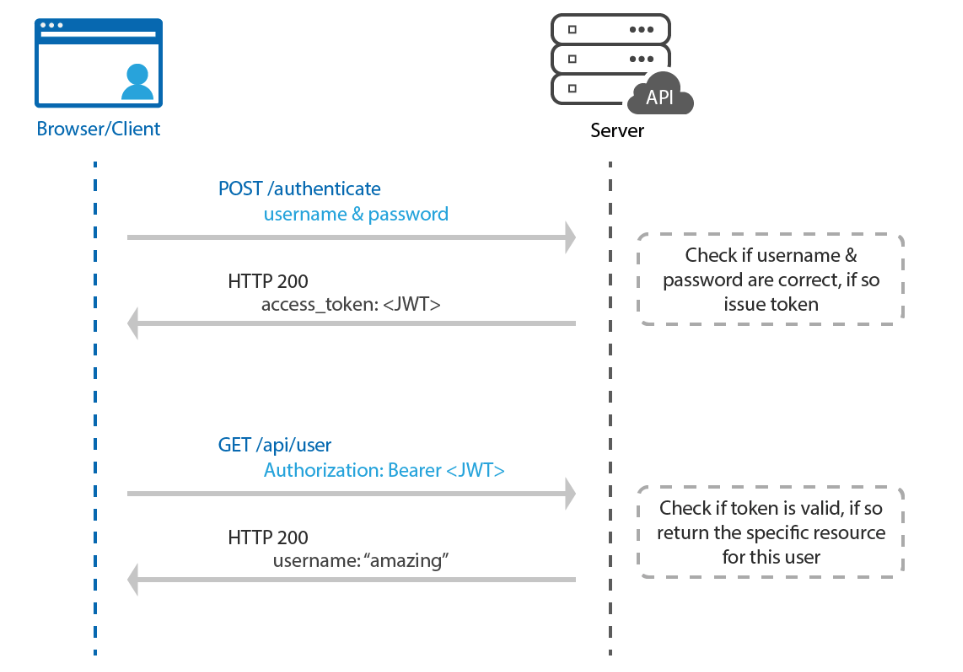 API
Browser/Client
Server
POST /authenticate
username & password
Check if username &
password are correct, if so
issue token
HTTP 200
access_token: <JWT>
GET /api/user
Authorization: Bearer <JWT>
Check if token is valid, if so
return the specific resource
for this user
HTTP 200
username: “amazing”